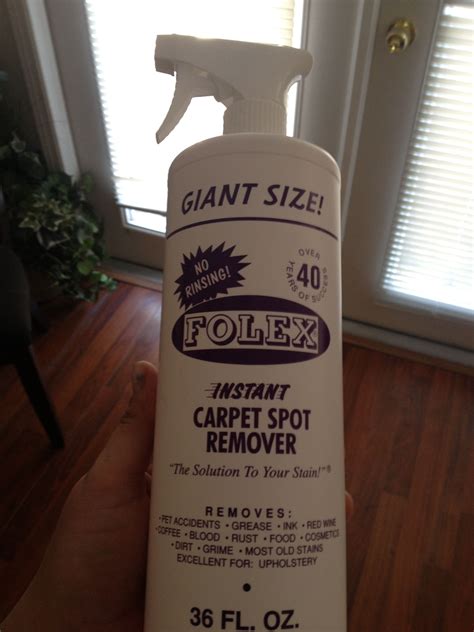 GIANT SIZE!
NO
RINSING!
OVER
40
YEARS OF SUCCESS
FOLEX
INSTANT
CARPET SPOT
REMOVER
"The Solution To Your Stain!"®
REMOVES:
• PET ACCIDENTS • GREASE • INK • RED WINE
• COFFEE • BLOOD • RUST • FOOD • COSMETICS
• DIRT • GRIME • MOST OLD STAINS
EXCELLENT FOR: UPHOLSTERY
•
36 FL. OZ.